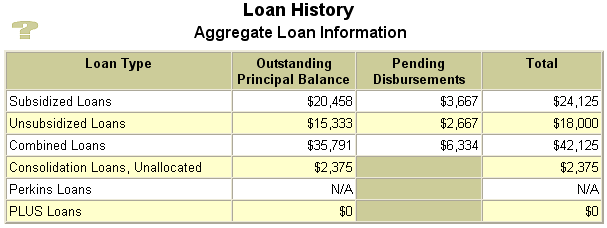 Loan History
?
Aggregate Loan Information
Loan Type Outstanding Principal Balance Pending Disbursements Total
Subsidized Loans $20,458 $3,667 $24,125
Unsubsidized Loans $15,333 $2,667 $18,000
Combined Loans $35,791 $6,334 $42,125
Consolidation Loans, Unallocated $2,375 $2,375
Perkins Loans N/A N/A
PLUS Loans $0 $0